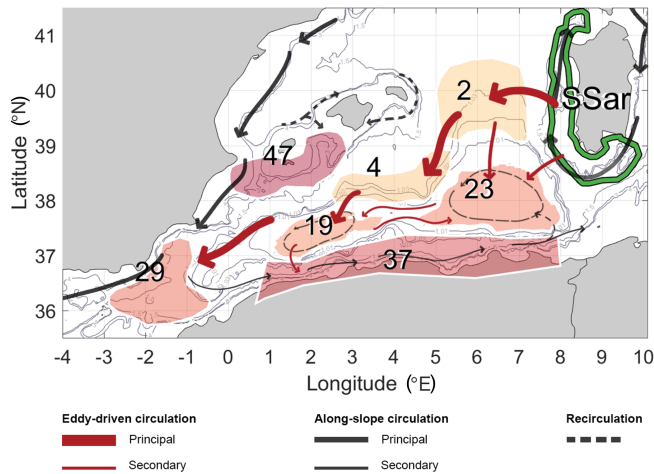 41
40
39
38
37
36
Latitude (°N)
2
SSar
47
4
23
19
37
29
-4 -3 -2 -1 0 1 2 3 4 5 6 7 8 9 10
Longitude (°E)
Eddy-driven circulation
Principal
Secondary
Along-slope circulation
Principal
Secondary
Recirculation